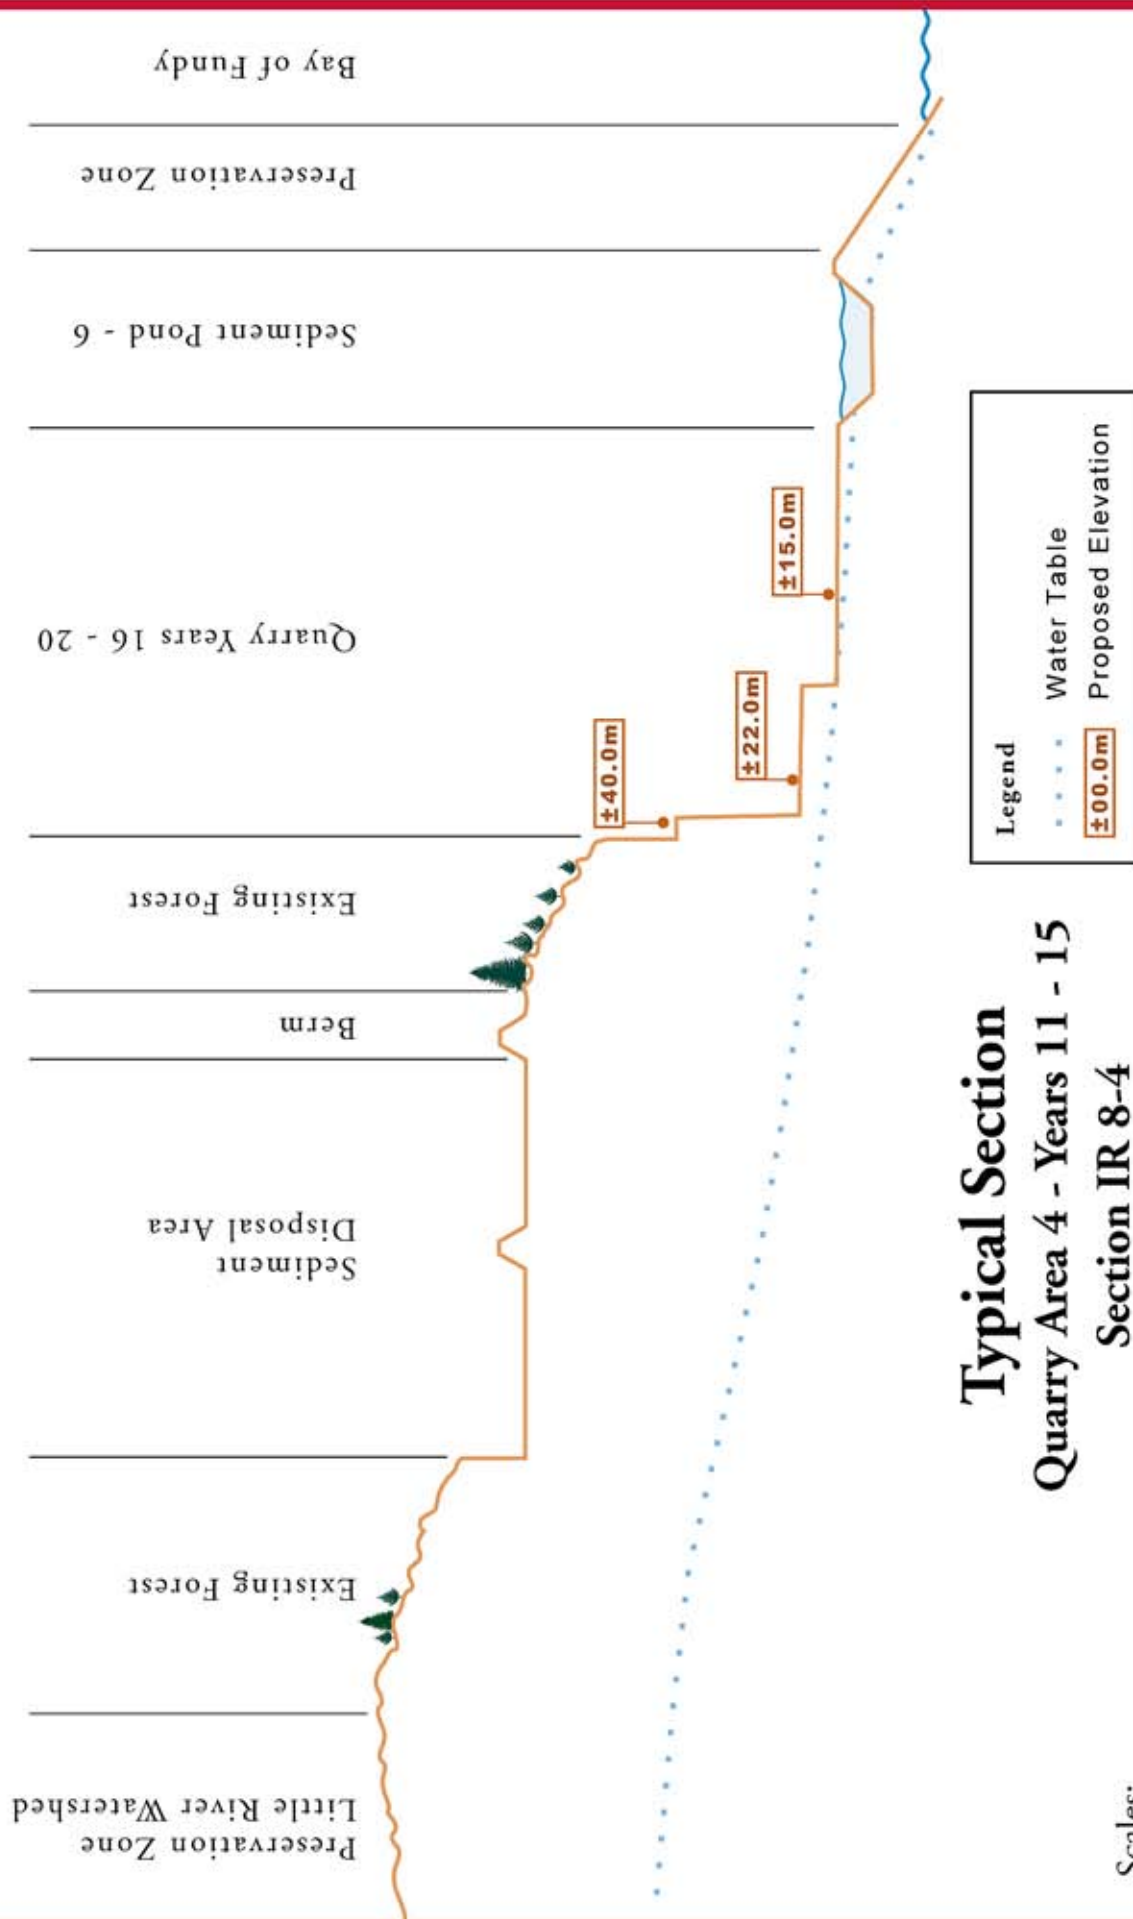 Preservation Zone
Little River Watershed
Existing Forest
Sediment
Disposal Area
Berm
Existing Forest
Quarry Years 16 - 20
Sediment Pond - 6
Preservation Zone
Bay of Fundy
±40.0m
±22.0m
±15.0m
Typical Section
Quarry Area 4 - Years 11 - 15
Section IR 8-4
Legend
Water Table
±00.0m Proposed Elevation
Scales: